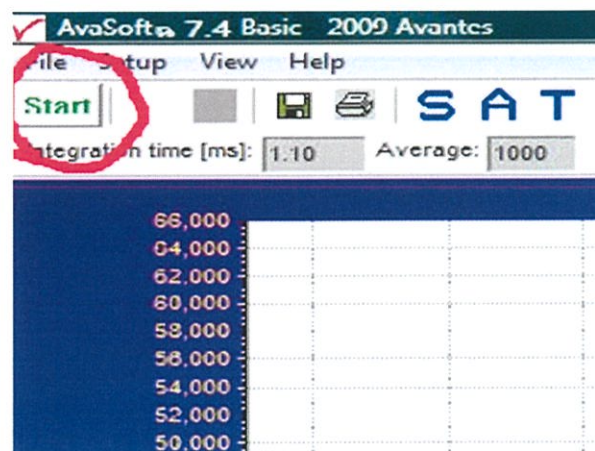 AvaSoft® 7.4 Basic 2009 Avantes
File Setup View Help
Start S A T
Integration time [ms]: 1.10 Average: 1000
66,000
64,000
62,000
60,000
58,000
56,000
54,000
52,000
50,000